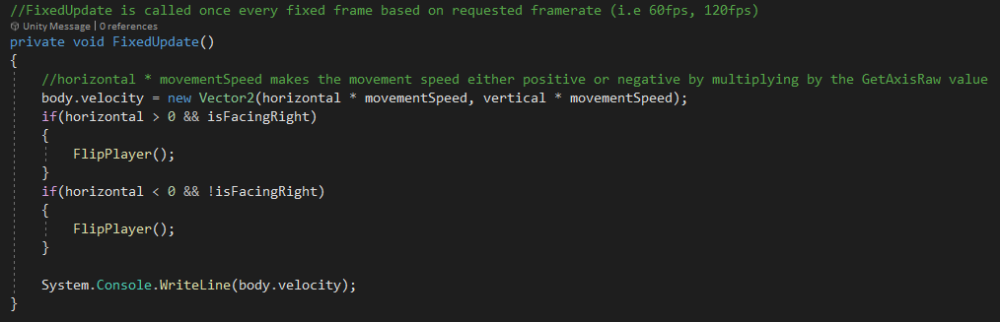 //FixedUpdate is called once every fixed frame based on requested framerate (i.e 60fps, 120fps)
Unity Message | 0 references
private void FixedUpdate()
{
//horizontal * movementSpeed makes the movement speed either positive or negative by multiplying by the GetAxisRaw value
body.velocity = new Vector2(horizontal * movementSpeed, vertical * movementSpeed);
if(horizontal > 0 && isFacingRight)
{
FlipPlayer();
}
if(horizontal < 0 && !isFacingRight)
{
FlipPlayer();
}
System.Console.WriteLine(body.velocity);
}